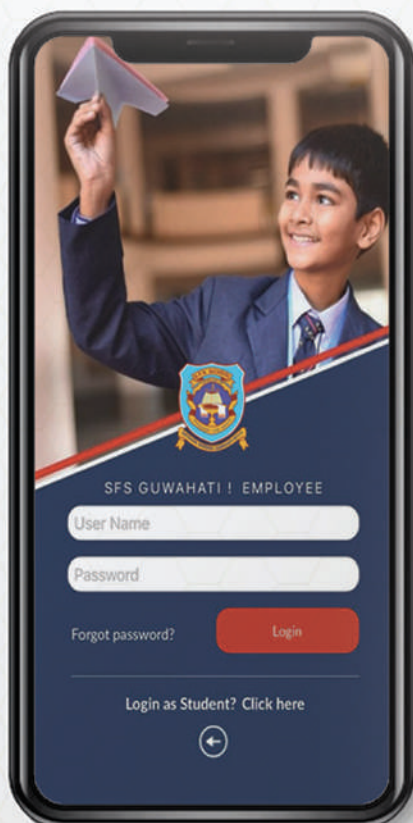 SFS GUWAHATI ! EMPLOYEE
User Name
Password
Forgot password?
Login
Login as Student? Click here